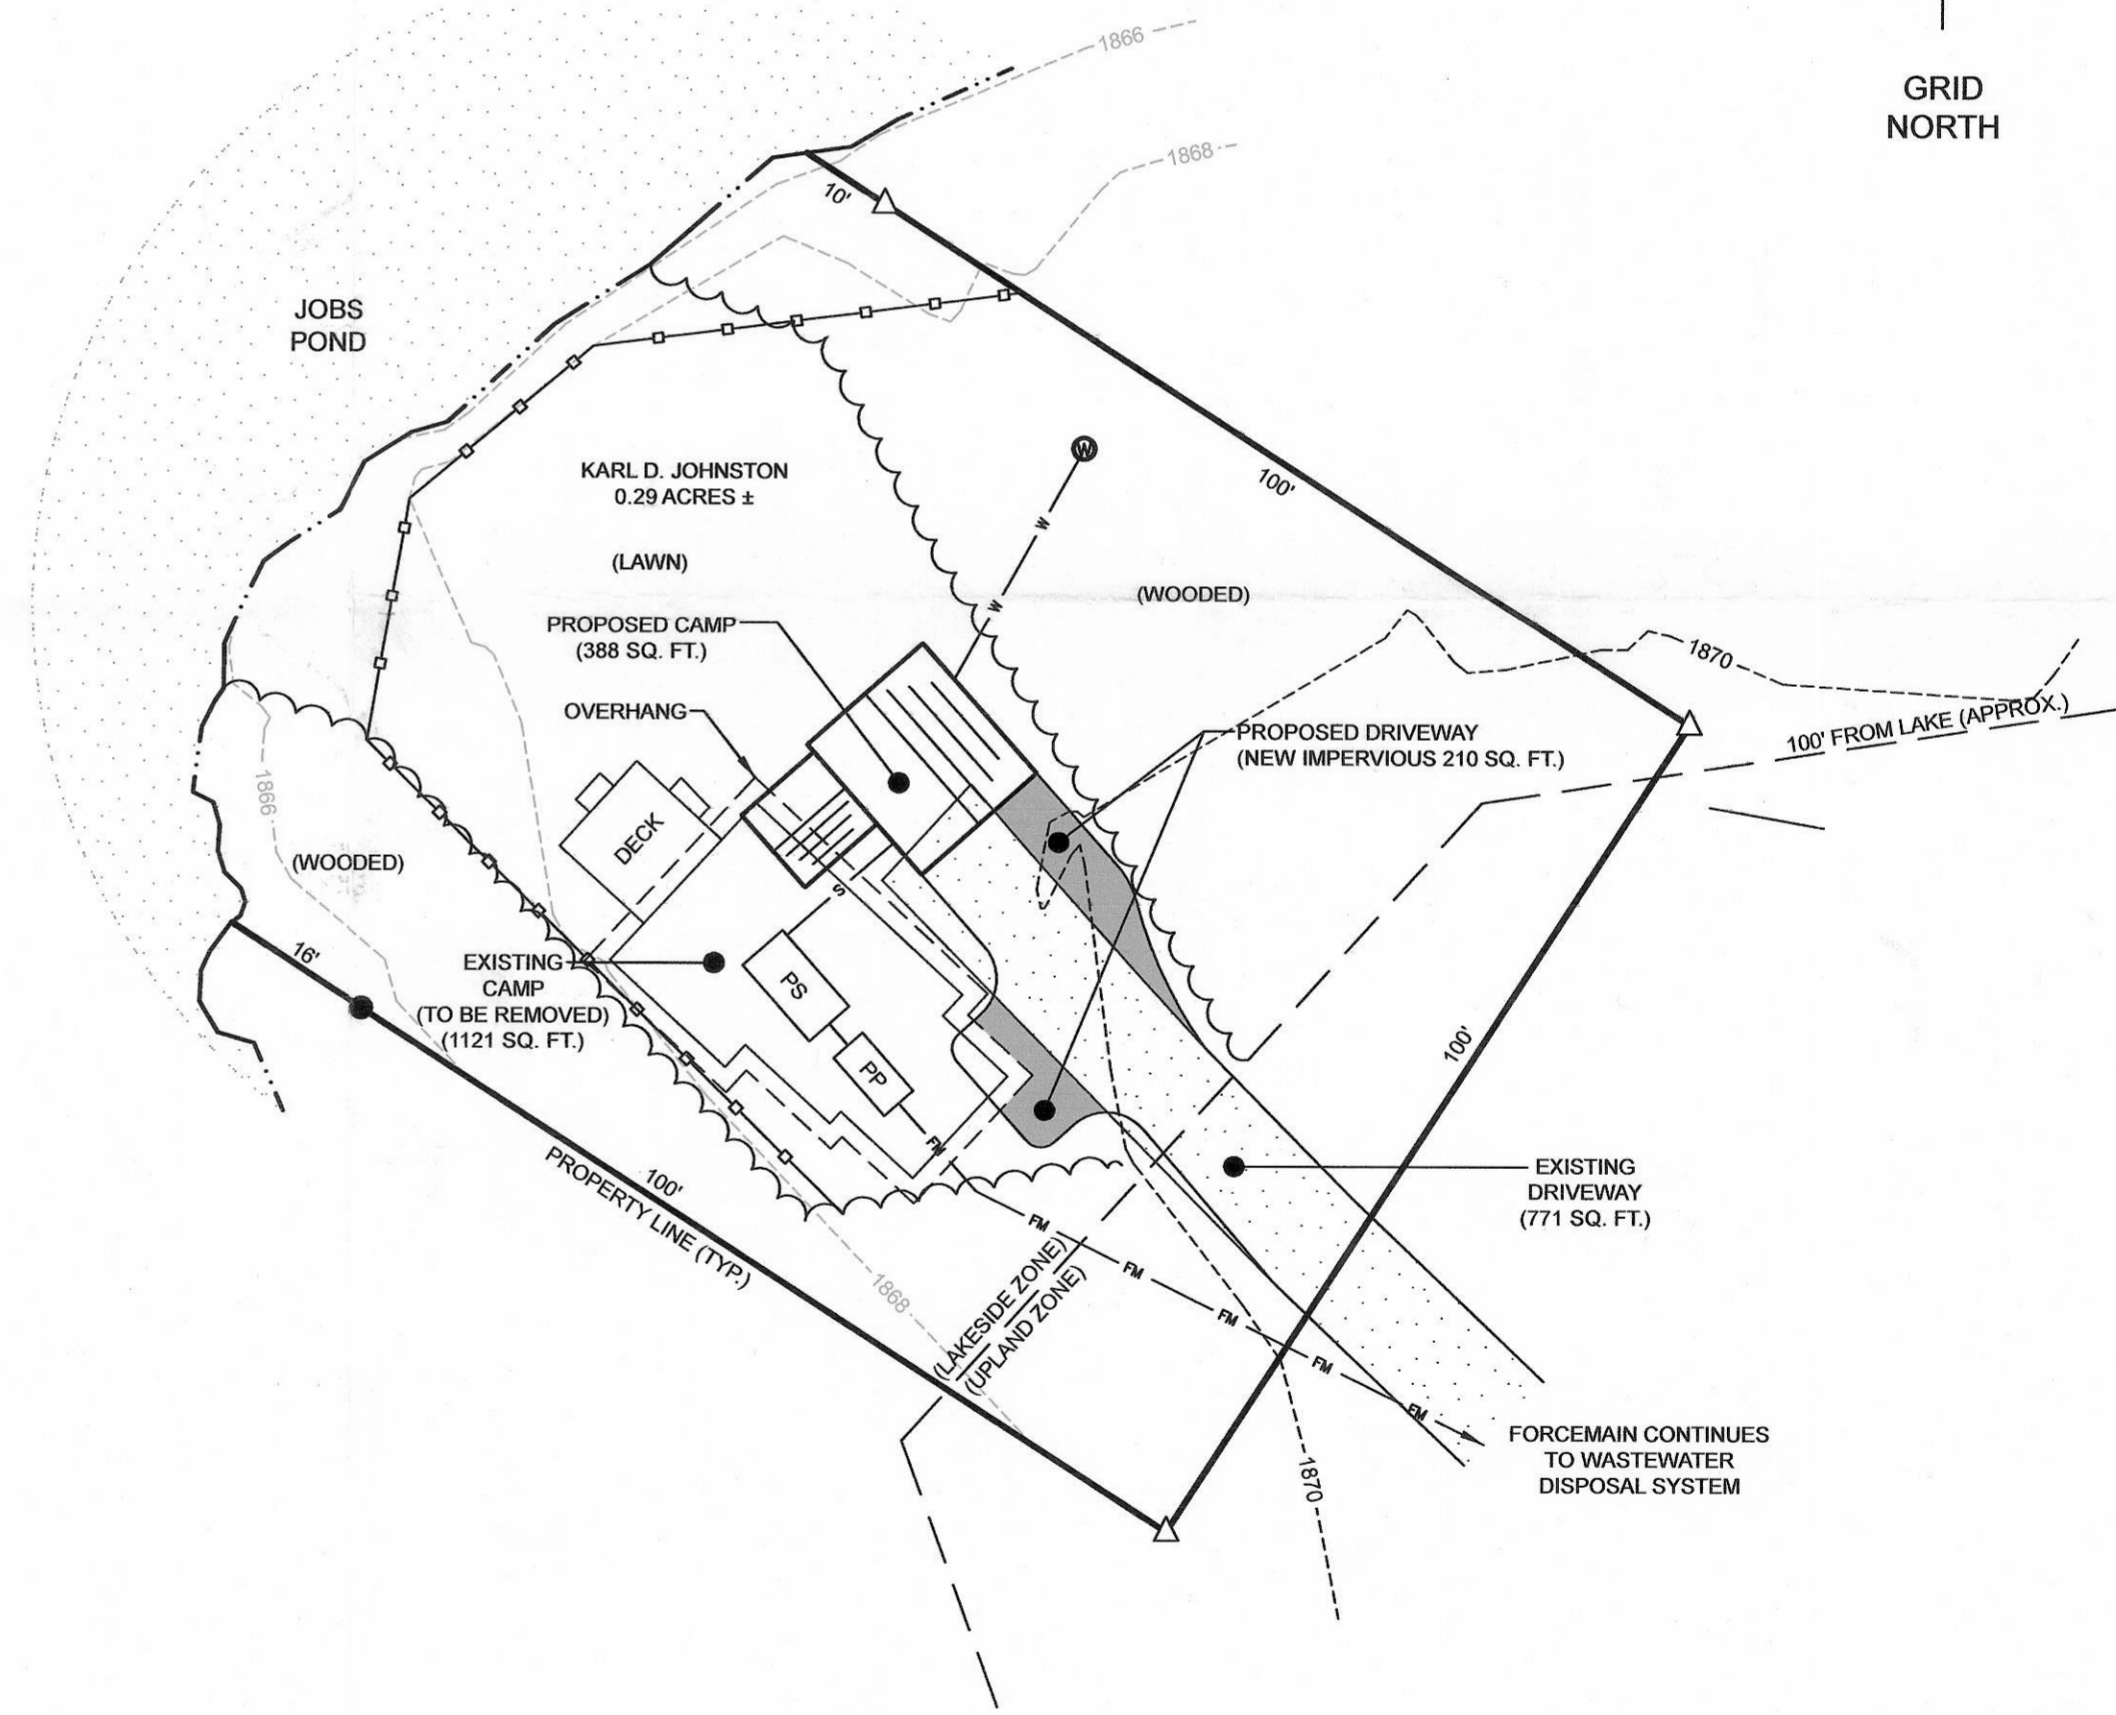 GRID
NORTH
1866
1868
10'
JOBS
POND
KARL D. JOHNSTON
0.29 ACRES ±
(LAWN)
W
100'
W
W
(WOODED)
PROPOSED CAMP
(388 SQ. FT.)
OVERHANG
1870
100' FROM LAKE (APPROX.)
PROPOSED DRIVEWAY
(NEW IMPERVIOUS 210 SQ. FT.)
1866
DECK
(WOODED)
S
16'
EXISTING
CAMP
(TO BE REMOVED)
(1121 SQ. FT.)
PS
PP
100'
FM
PROPERTY LINE (TYP.)
100'
EXISTING
DRIVEWAY
(771 SQ. FT.)
FM
FM
FM
FM
FM
1868
(LAKESIDE ZONE)
(UPLAND ZONE)
FORCEMAIN CONTINUES
TO WASTEWATER
DISPOSAL SYSTEM
1870